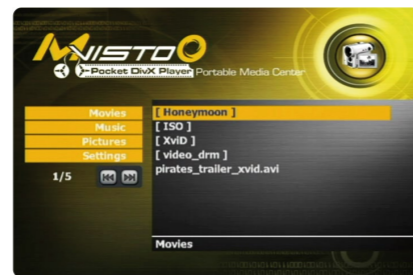 MVISTO
Pocket DivX Player Portable Media Center
Movies
Music
Pictures
Settings
1/5
[ Honeymoon ]
[ ISO ]
[ XviD ]
[ video_drm ]
pirates_trailer_xvid.avi
Movies